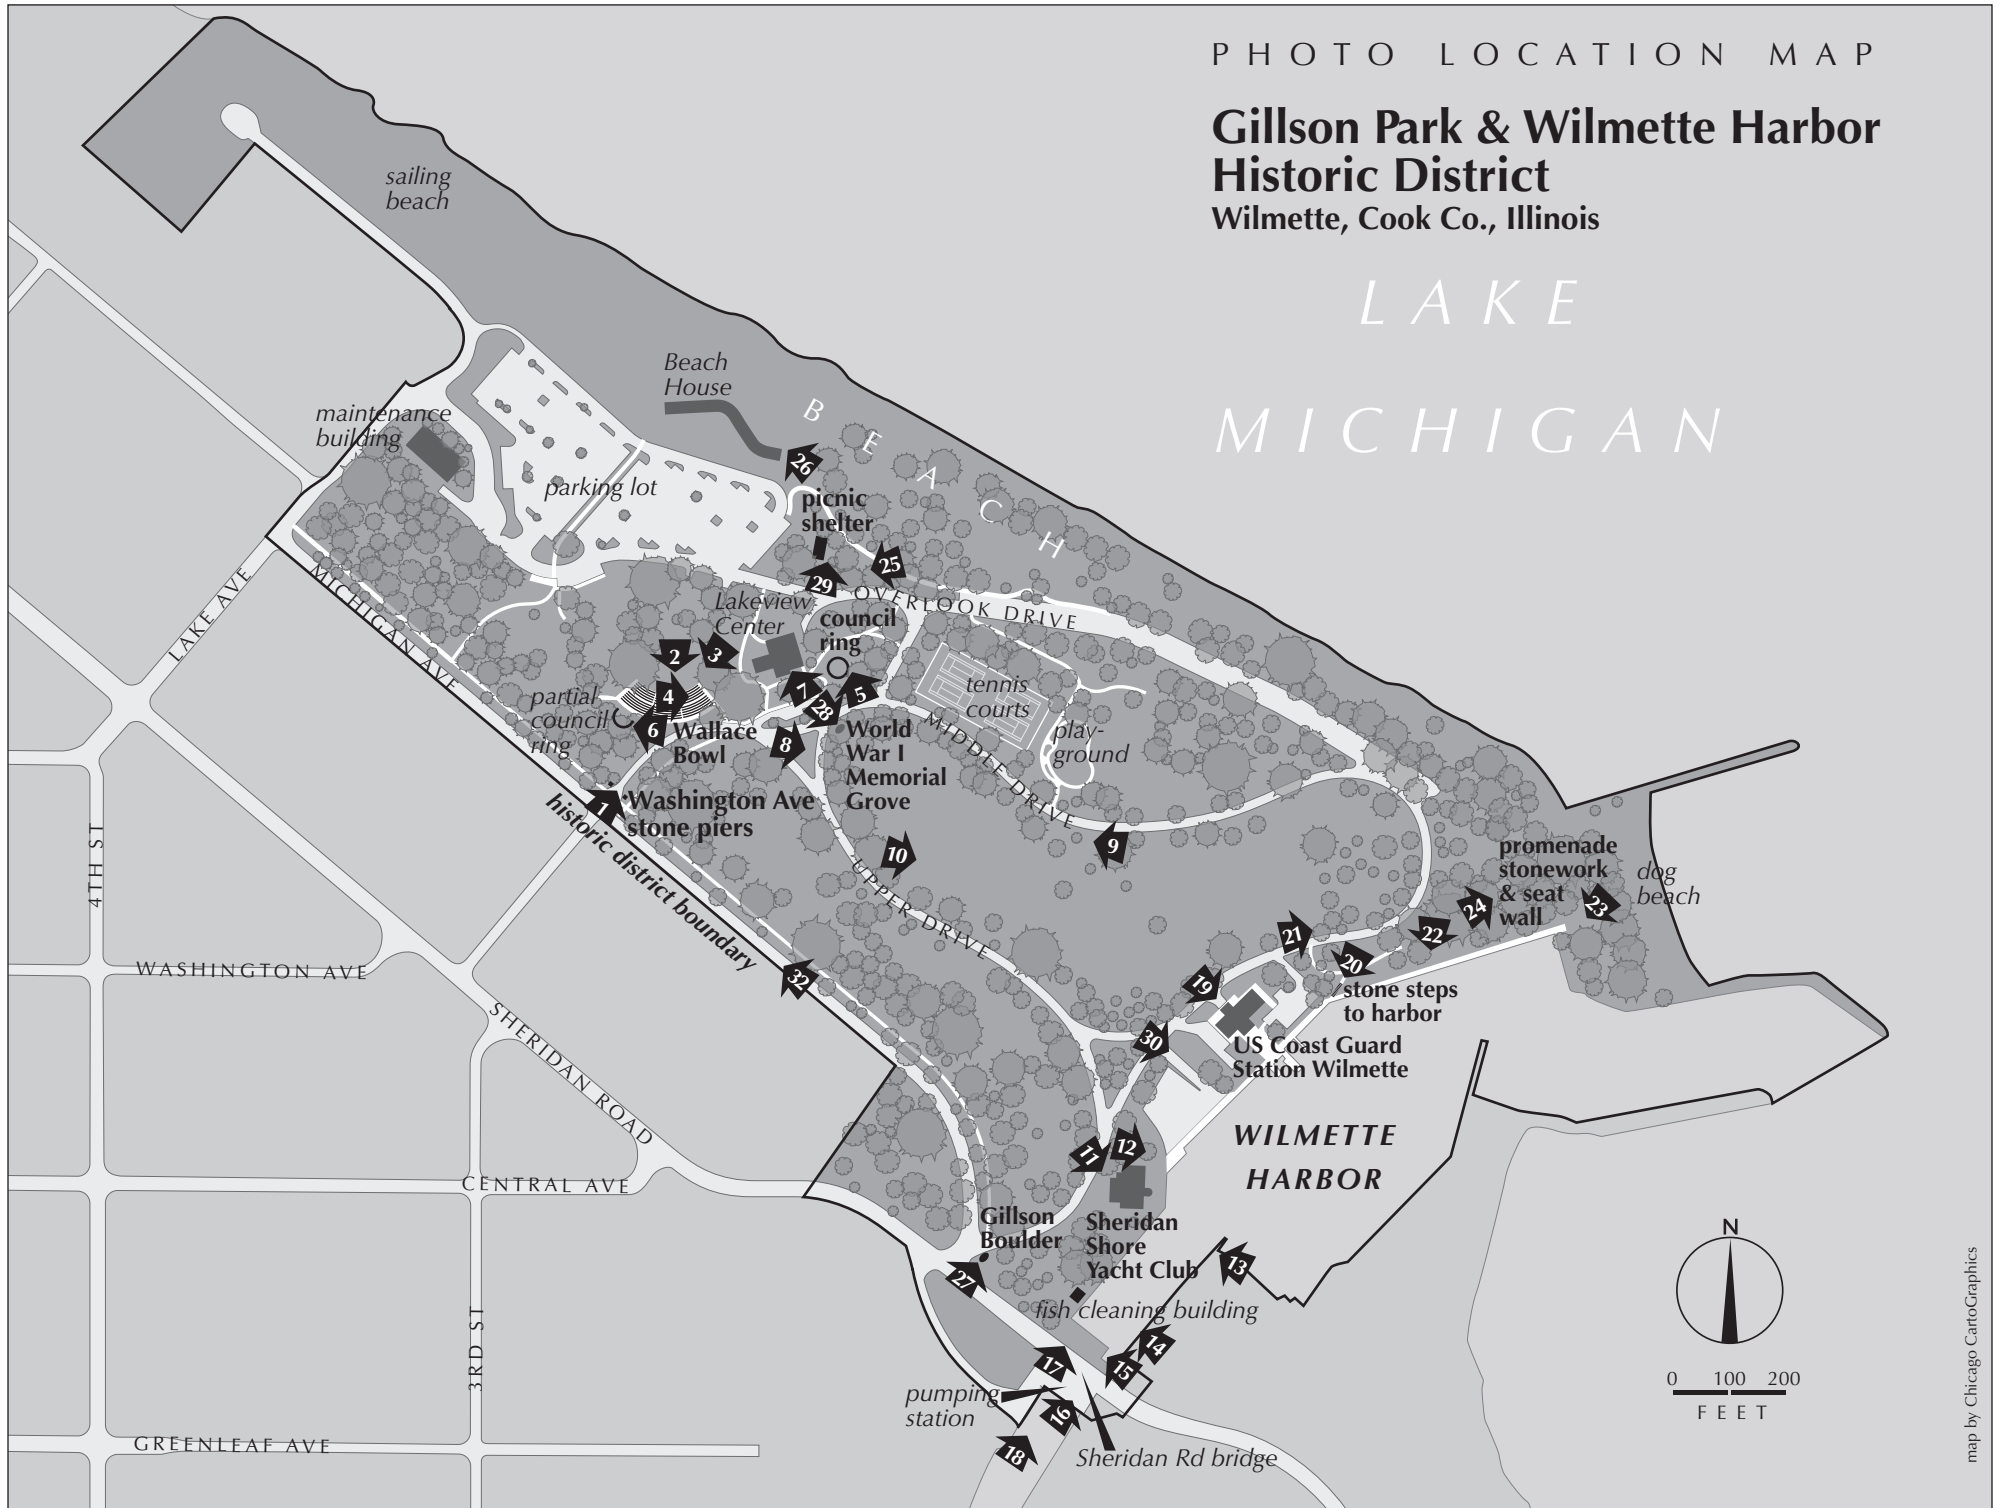 PHOTO LOCATION MAP
Gillson Park & Wilmette Harbor
Historic District
Wilmette, Cook Co., Illinois
LAKE
MICHIGAN
sailing
beach
Beach
House
BEACH
maintenance
building
parking lot
26
picnic
shelter
25
29
OVERLOOK DRIVE
LAKE AVE
MICHIGAN AVE
Lakeview
Center
council
ring
2
3
4
5
6
7
28
8
partial
council
ring
Wallace
Bowl
World
War I
Memorial
Grove
tennis
courts
play-
ground
MIDDLE DRIVE
1
Washington Ave
stone piers
historic district boundary
10
9
UPPER DRIVE
promenade
stonework
& seat
wall
dog
beach
24
23
22
21
20
19
32
stone steps
to harbor
30
US Coast Guard
Station Wilmette
4TH ST
WASHINGTON AVE
SHERIDAN ROAD
CENTRAL AVE
11
12
WILMETTE
HARBOR
Gillson
Boulder
Sheridan
Shore
Yacht Club
13
27
fish cleaning building
14
15
17
16
18
pumping
station
Sheridan Rd bridge
3RD ST
GREENLEAF AVE
N
0 100 200
FEET
map by Chicago CartoGraphics